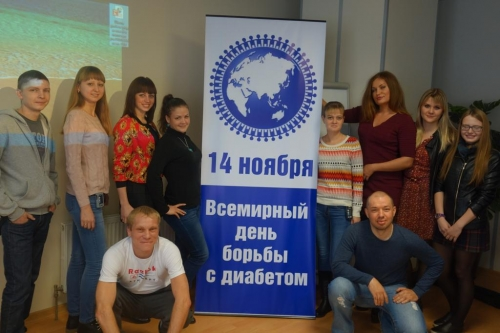 14 ноября
Всемирный
день
борьбы
с диабетом